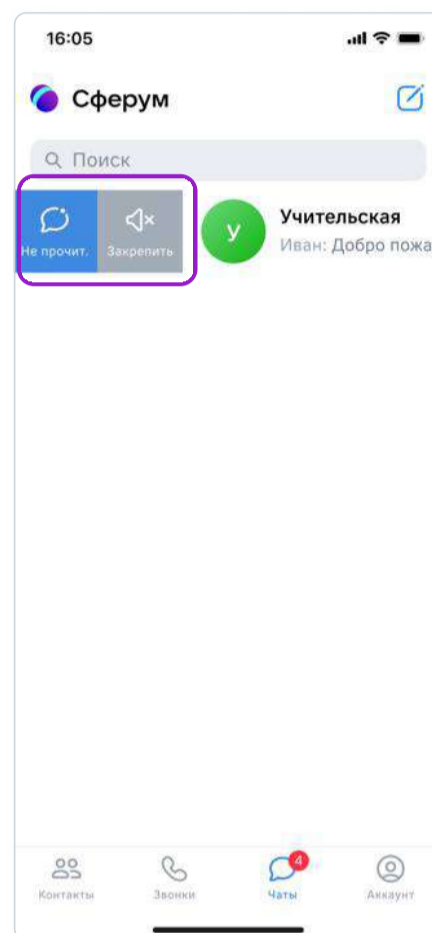 16:05
Сферум
Поиск
Не прочит.
Закрепить
У
Учительская
Иван: Добро пожа
4
Контакты
Звонки
Чаты
Аккаунт